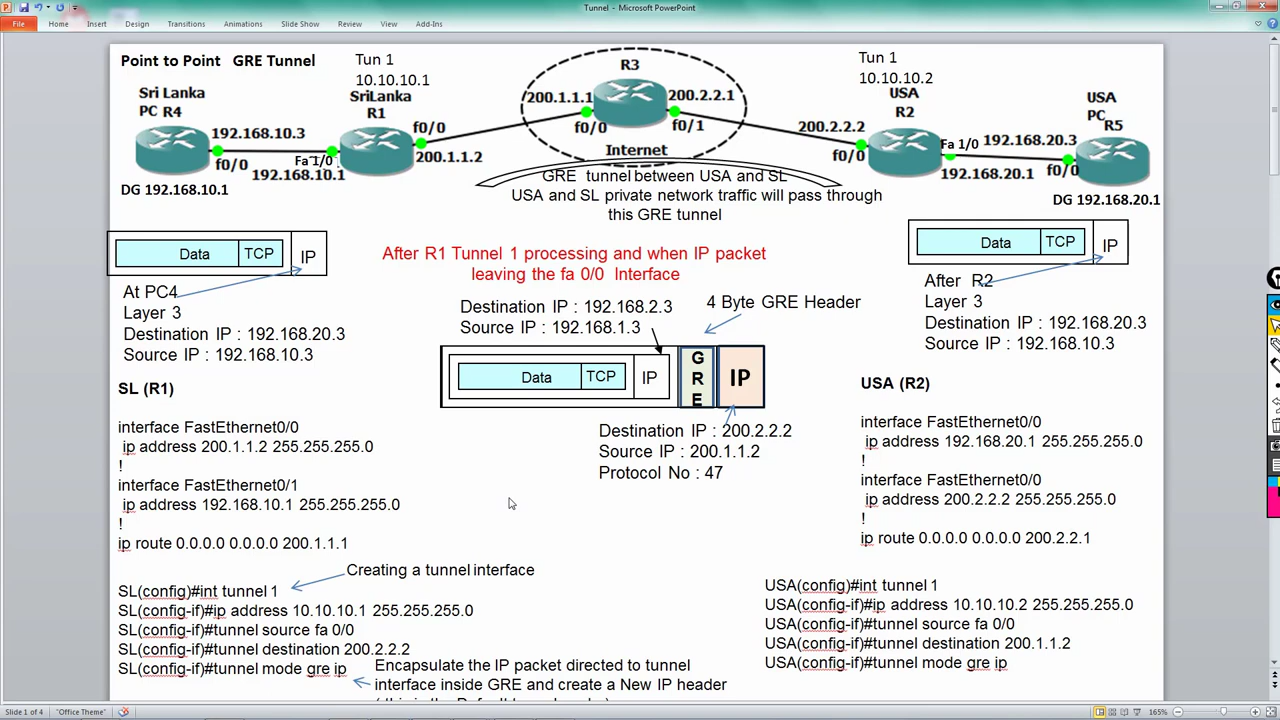 Tunnel - Microsoft PowerPoint
File Home Insert Design Transitions Animations Slide Show Review View Add-Ins
Point to Point GRE Tunnel
Tun 1
10.10.10.1
Sri Lanka
PC R4
SriLanka
R1
R3
Tun 1
10.10.10.2
USA
R2
USA
PC
R5
192.168.10.3
f0/0
Fa 1/0
192.168.10.1
DG 192.168.10.1
f0/0
200.1.1.2
200.1.1.1
f0/0
200.2.2.1
f0/1
Internet
200.2.2.2
f0/0
Fa 1/0
192.168.20.1
192.168.20.3
f0/0
DG 192.168.20.1
GRE tunnel between USA and SL
USA and SL private network traffic will pass through
this GRE tunnel
Data TCP IP
At PC4
Layer 3
Destination IP : 192.168.20.3
Source IP : 192.168.10.3
After R1 Tunnel 1 processing and when IP packet
leaving the fa 0/0 Interface
Destination IP : 192.168.2.3
Source IP : 192.168.1.3
4 Byte GRE Header
Data TCP IP GRE IP
Destination IP : 200.2.2.2
Source IP : 200.1.1.2
Protocol No : 47
Data TCP IP
After R2
Layer 3
Destination IP : 192.168.20.3
Source IP : 192.168.10.3
SL (R1)
interface FastEthernet0/0
ip address 200.1.1.2 255.255.255.0
!
interface FastEthernet0/1
ip address 192.168.10.1 255.255.255.0
!
ip route 0.0.0.0 0.0.0.0 200.1.1.1
Creating a tunnel interface
SL(config)#int tunnel 1
SL(config-if)#ip address 10.10.10.1 255.255.255.0
SL(config-if)#tunnel source fa 0/0
SL(config-if)#tunnel destination 200.2.2.2
SL(config-if)#tunnel mode gre ip
Encapsulate the IP packet directed to tunnel
interface inside GRE and create a New IP header
USA (R2)
interface FastEthernet0/0
ip address 192.168.20.1 255.255.255.0
!
interface FastEthernet0/0
ip address 200.2.2.2 255.255.255.0
!
ip route 0.0.0.0 0.0.0.0 200.2.2.1
USA(config)#int tunnel 1
USA(config-if)#ip address 10.10.10.2 255.255.255.0
USA(config-if)#tunnel source fa 0/0
USA(config-if)#tunnel destination 200.1.1.2
USA(config-if)#tunnel mode gre ip
Slide 1 of 4 "Office Theme" 165%